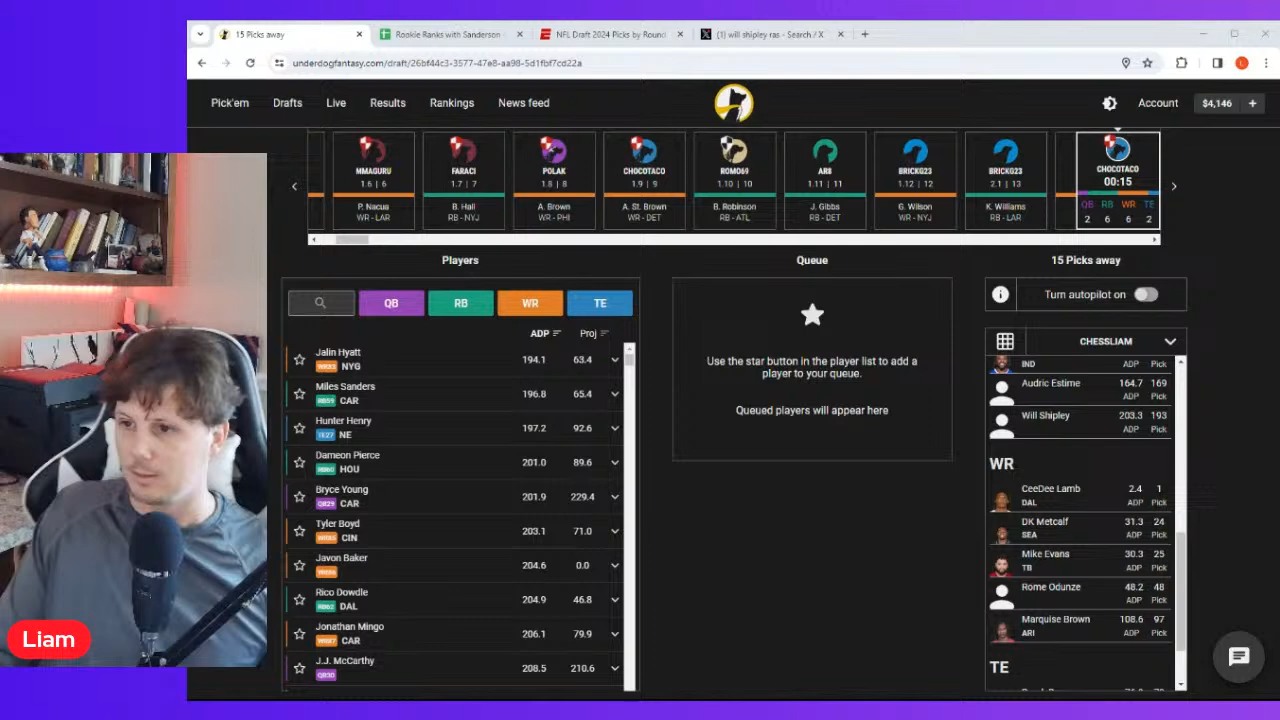 15 Picks away
Rookie Ranks with Sanderson
NFL Draft 2024 Picks by Round
(1) will shipley ras - Search / X
underdogfantasy.com/draft/26bf44c3-3577-47e8-aa98-5d1fbf7cd22a
Pick'em
Drafts
Live
Results
Rankings
News feed
Account
$4,146
MMAGURU
1.6 | 6
P. Nacua
WR - LAR
FARACI
1.7 | 7
B. Hall
RB - NYJ
POLAK
1.8 | 8
A. Brown
WR - PHI
CHOCOTACO
1.9 | 9
A. St. Brown
WR - DET
ROMO69
1.10 | 10
B. Robinson
RB - ATL
AR8
1.11 | 11
J. Gibbs
RB - DET
BRICKG23
1.12 | 12
G. Wilson
WR - NYJ
BRICKG23
2.1 | 13
K. Williams
RB - LAR
CHOCOTACO
00:15
QB RB WR TE
2 6 6 2
Players
Queue
15 Picks away
QB
RB
WR
TE
Turn autopilot on
ADP
Proj
CHESSLIAM
Jalin Hyatt
NYG
194.1
63.4
Miles Sanders
CAR
196.8
65.4
Hunter Henry
TE27 NE
197.2
92.6
Dameon Pierce
RB60 HOU
201.0
89.6
Bryce Young
QB29 CAR
201.9
229.4
Tyler Boyd
CIN
203.1
71.0
Javon Baker
204.6
0.0
Rico Dowdle
RB62 DAL
204.9
46.8
Jonathan Mingo
WR87 CAR
206.1
79.9
J.J. McCarthy
QB30
208.5
210.6
Use the star button in the player list to add a
player to your queue.
Queued players will appear here
IND
ADP Pick
Audric Estime
164.7 169
ADP Pick
Will Shipley
203.3 193
ADP Pick
WR
CeeDee Lamb
2.4 1
DAL
ADP Pick
DK Metcalf
31.3 24
SEA
ADP Pick
Mike Evans
30.3 25
TB
ADP Pick
Rome Odunze
48.2 48
ADP Pick
Marquise Brown
108.6 97
ARI
ADP Pick
TE
Liam